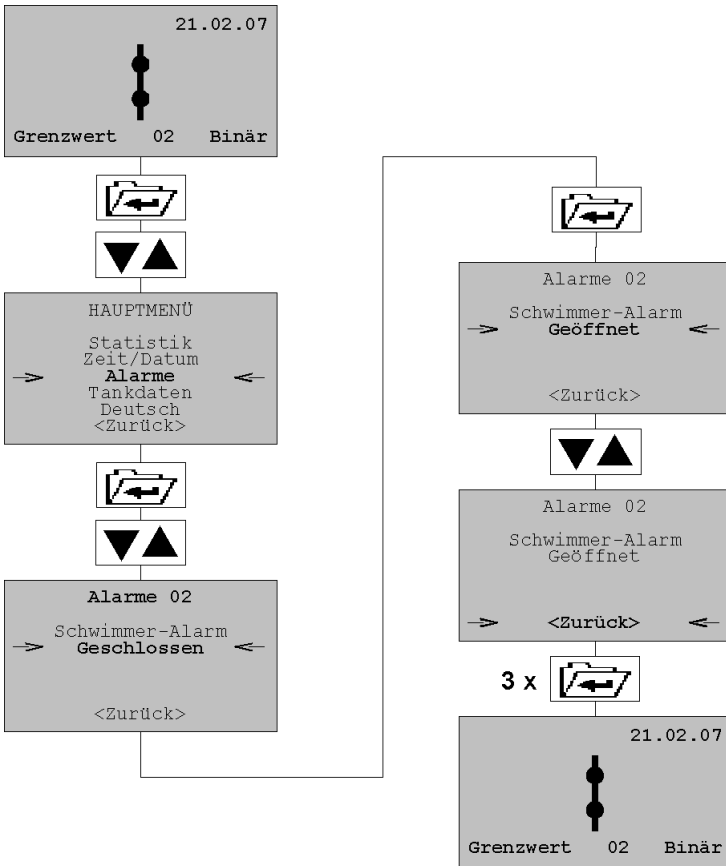 21.02.07
Grenzwert 02 Binär
HAUPTMENÜ
Statistik
Zeit/Datum
Alarme
Tankdaten
Deutsch
<Zurück>
Alarme 02
Schwimmer-Alarm
Geschlossen
<Zurück>
Alarme 02
Schwimmer-Alarm
Geöffnet
<Zurück>
Alarme 02
Schwimmer-Alarm
Geöffnet
<Zurück>
3 x
21.02.07
Grenzwert 02 Binär